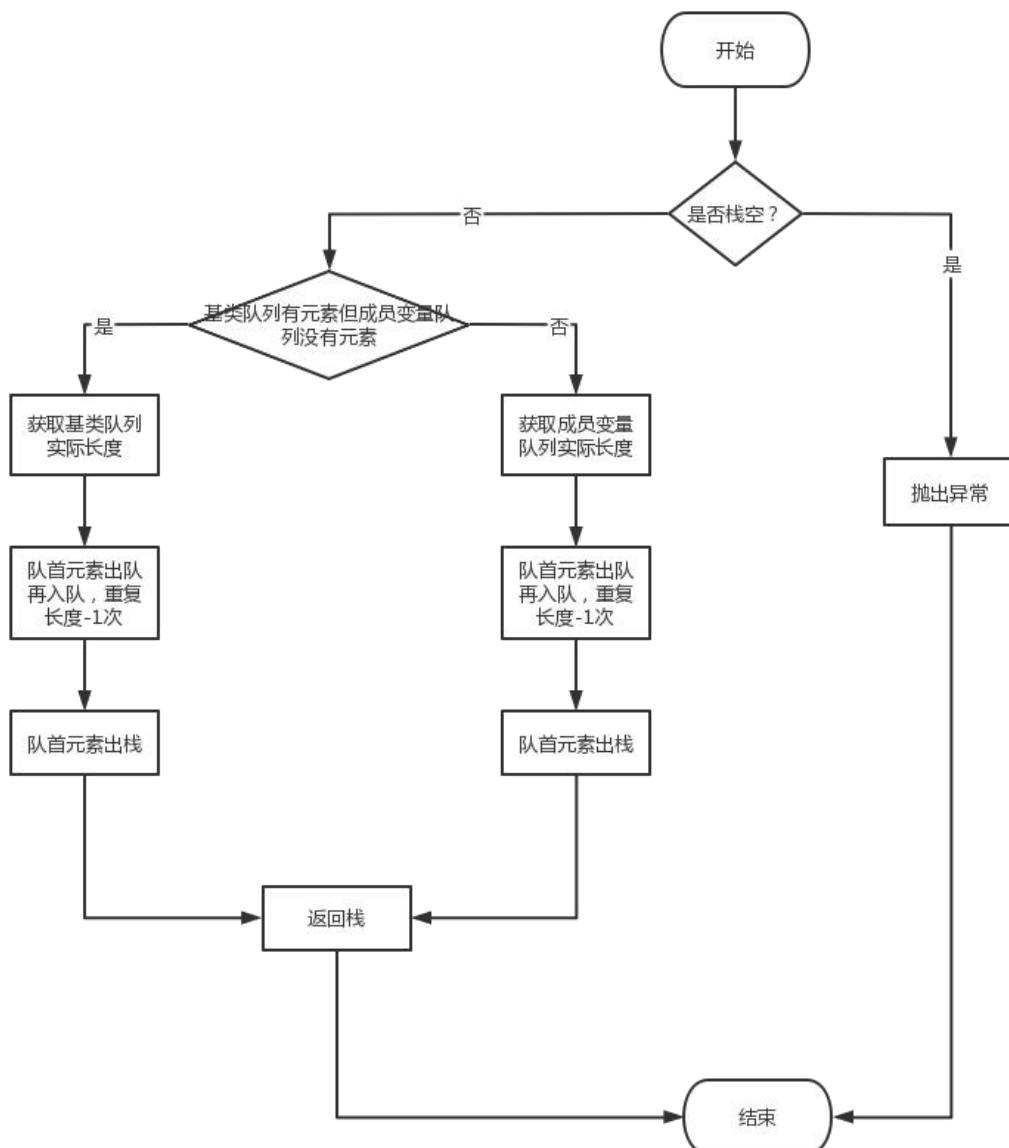 开始
是否栈空？
否
是
基类队列有元素但成员变量队
列没有元素
是
否
获取基类队列
实际长度
获取成员变量
队列实际长度
抛出异常
队首元素出队
再入队，重复
长度-1次
队首元素出队
再入队，重复
长度-1次
队首元素出栈
队首元素出栈
返回栈
结束